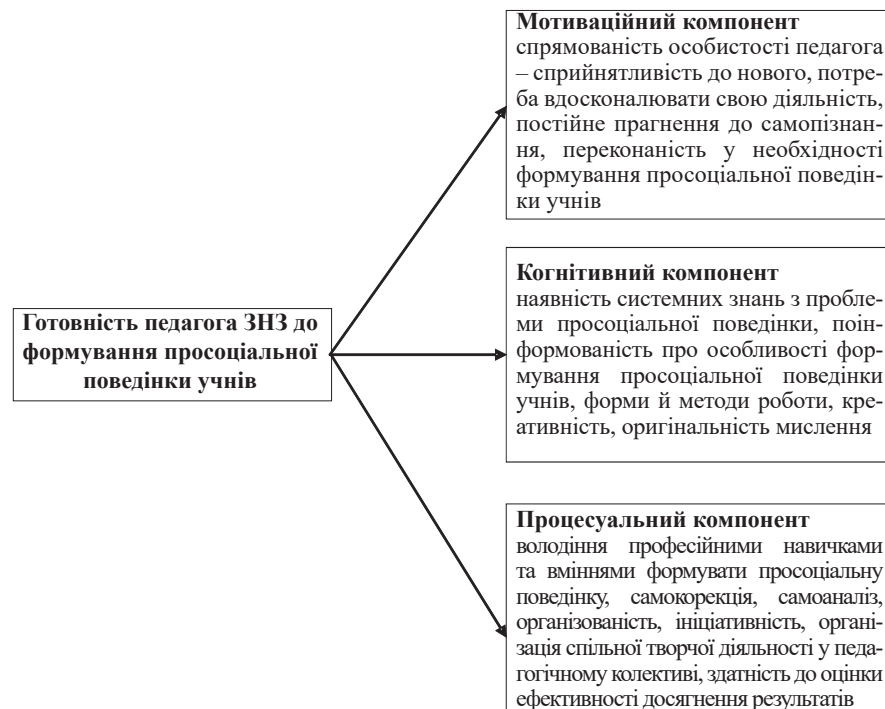 Мотиваційний компонент
спрямованість особистості педагога
– сприйнятливість до нового, потре-
ба вдосконалювати свою діяльність,
постійне прагнення до самопізнан-
ня, переконаність у необхідності
формування просоціальної поведін-
ки учнів
Готовність педагога ЗНЗ до
формування просоціальної
поведінки учнів
Когнітивний компонент
наявність системних знань з пробле-
ми просоціальної поведінки, поін-
формованість про особливості фор-
мування просоціальної поведінки
учнів, форми й методи роботи, кре-
ативність, оригінальність мислення
Процесуальний компонент
володіння професійними навичками
та вміннями формувати просоціальну
поведінку, самокорекція, самоаналіз,
організованість, ініціативність, органі-
зація спільної творчої діяльності у педа-
гогічному колективі, здатність до оцінки
ефективності досягнення результатів